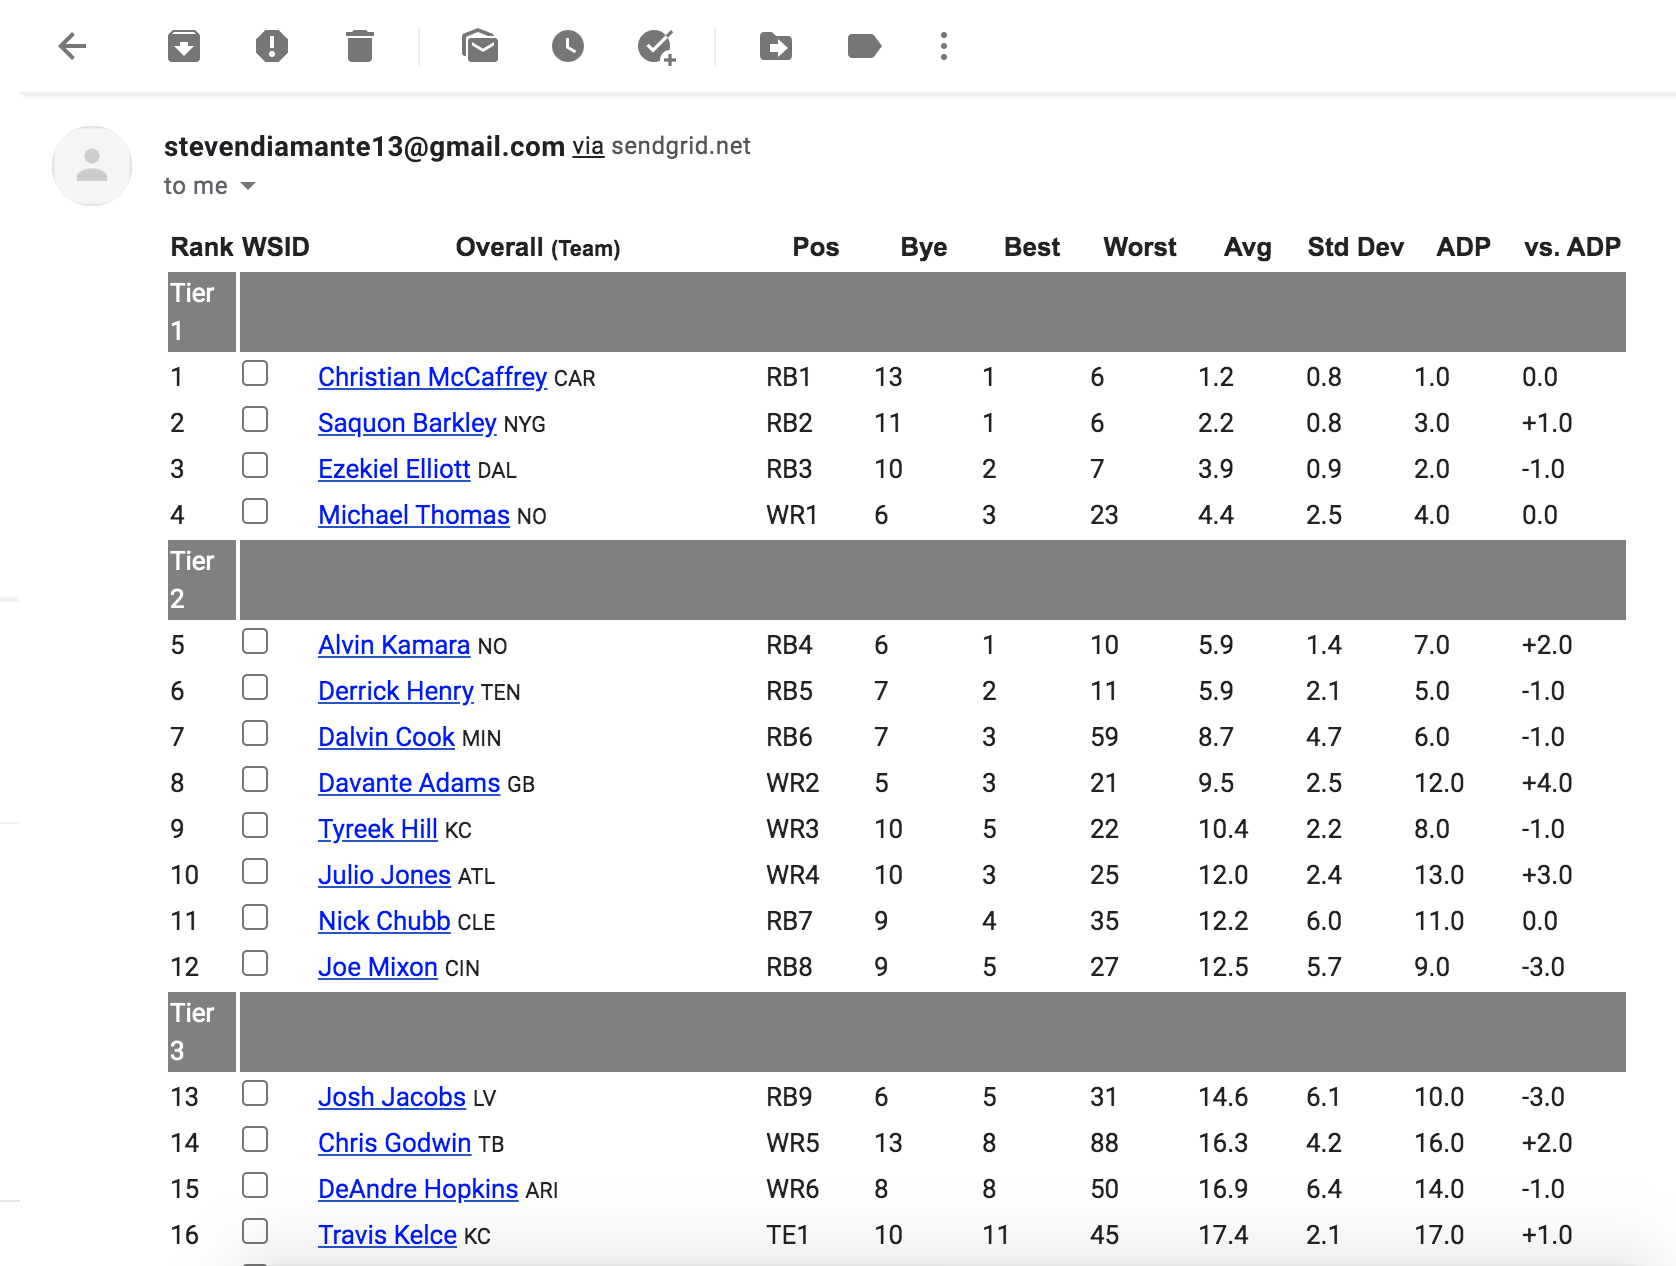 stevendiamante13@gmail.com via sendgrid.net
to me
Rank WSID Overall (Team) Pos Bye Best Worst Avg Std Dev ADP vs. ADP
Tier
1
1 Christian McCaffrey CAR RB1 13 1 6 1.2 0.8 1.0 0.0
2 Saquon Barkley NYG RB2 11 1 6 2.2 0.8 3.0 +1.0
3 Ezekiel Elliott DAL RB3 10 2 7 3.9 0.9 2.0 -1.0
4 Michael Thomas NO WR1 6 3 23 4.4 2.5 4.0 0.0
Tier
2
5 Alvin Kamara NO RB4 6 1 10 5.9 1.4 7.0 +2.0
6 Derrick Henry TEN RB5 7 2 11 5.9 2.1 5.0 -1.0
7 Dalvin Cook MIN RB6 7 3 59 8.7 4.7 6.0 -1.0
8 Davante Adams GB WR2 5 3 21 9.5 2.5 12.0 +4.0
9 Tyreek Hill KC WR3 10 5 22 10.4 2.2 8.0 -1.0
10 Julio Jones ATL WR4 10 3 25 12.0 2.4 13.0 +3.0
11 Nick Chubb CLE RB7 9 4 35 12.2 6.0 11.0 0.0
12 Joe Mixon CIN RB8 9 5 27 12.5 5.7 9.0 -3.0
Tier
3
13 Josh Jacobs LV RB9 6 5 31 14.6 6.1 10.0 -3.0
14 Chris Godwin TB WR5 13 8 88 16.3 4.2 16.0 +2.0
15 DeAndre Hopkins ARI WR6 8 8 50 16.9 6.4 14.0 -1.0
16 Travis Kelce KC TE1 10 11 45 17.4 2.1 17.0 +1.0